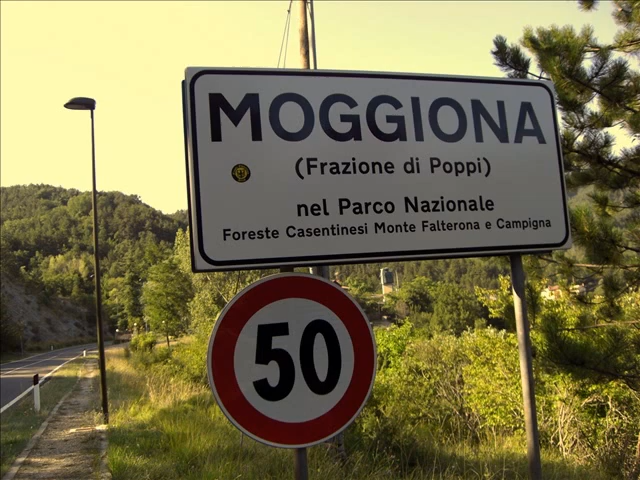 MOGGIONA
(Frazione di Poppi)
nel Parco Nazionale
Foreste Casentinesi Monte Falterona e Campigna
50